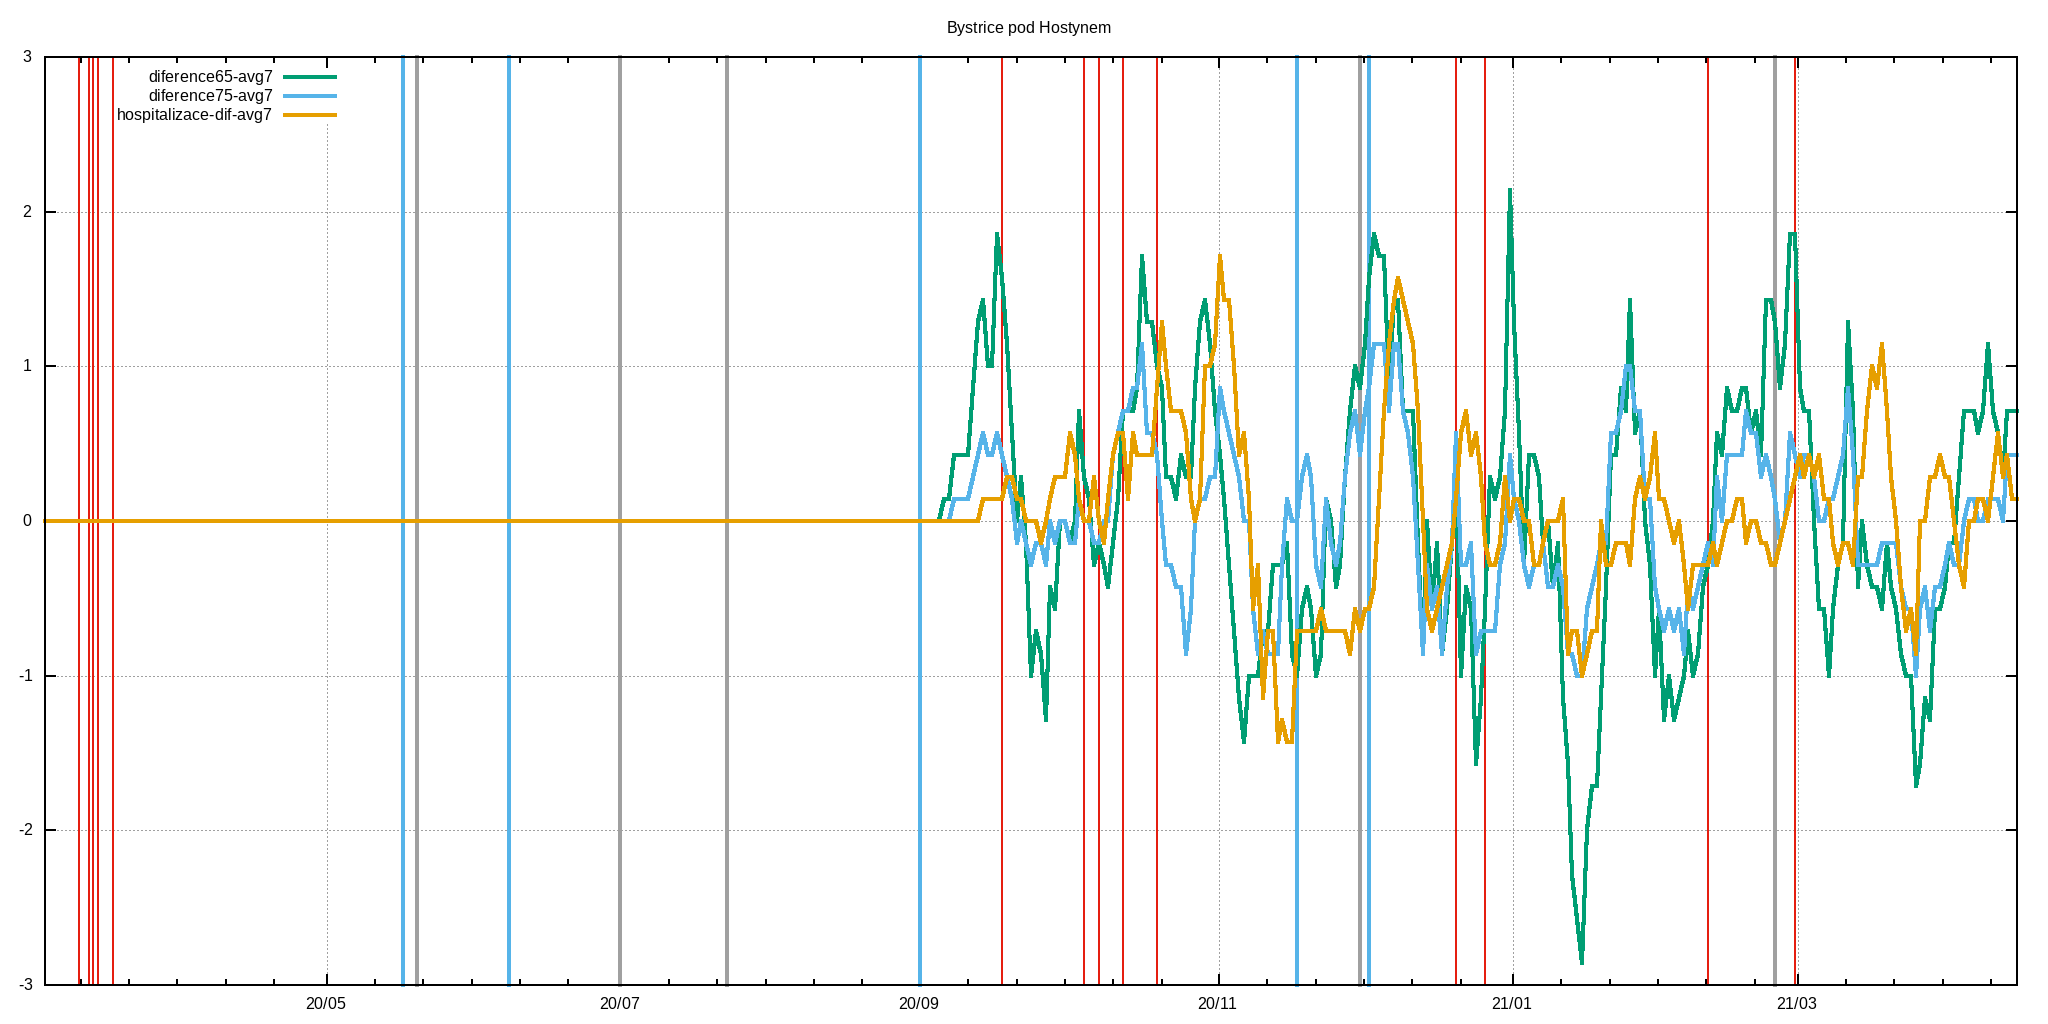 Bystrice pod Hostynem
3
diference65-avg7
diference75-avg7
hospitalizace-dif-avg7
2
1
0
-1
-2
-3
20/05 20/07 20/09 20/11 21/01 21/03